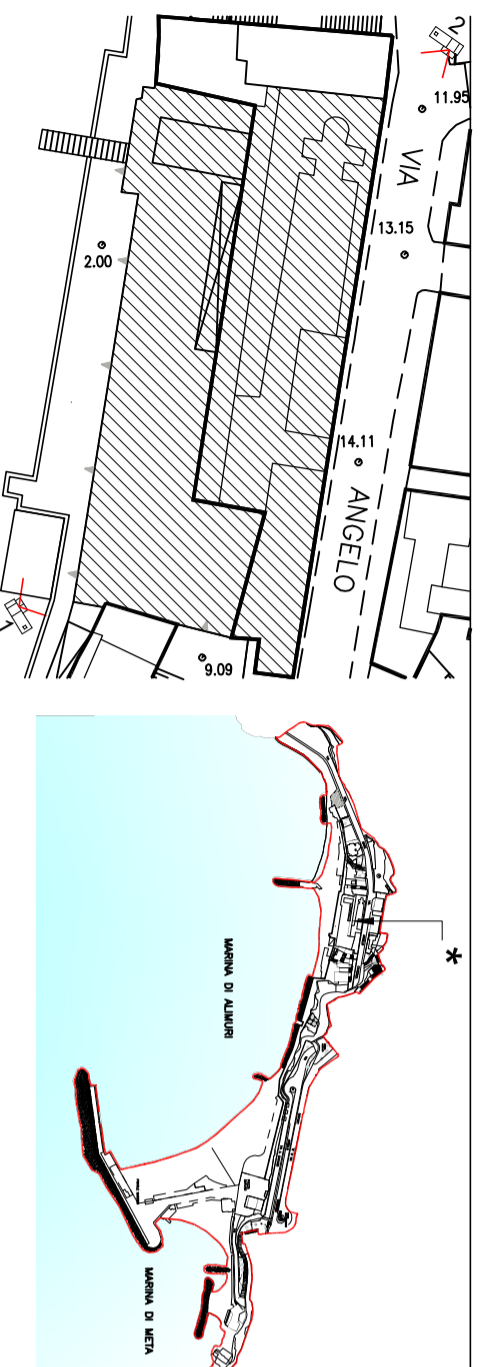 2
11.95
VIA
13.15
2.00
14.11
ANGELO
1
9.09
*
MARINA DI ALIMURI
MARINA DI META